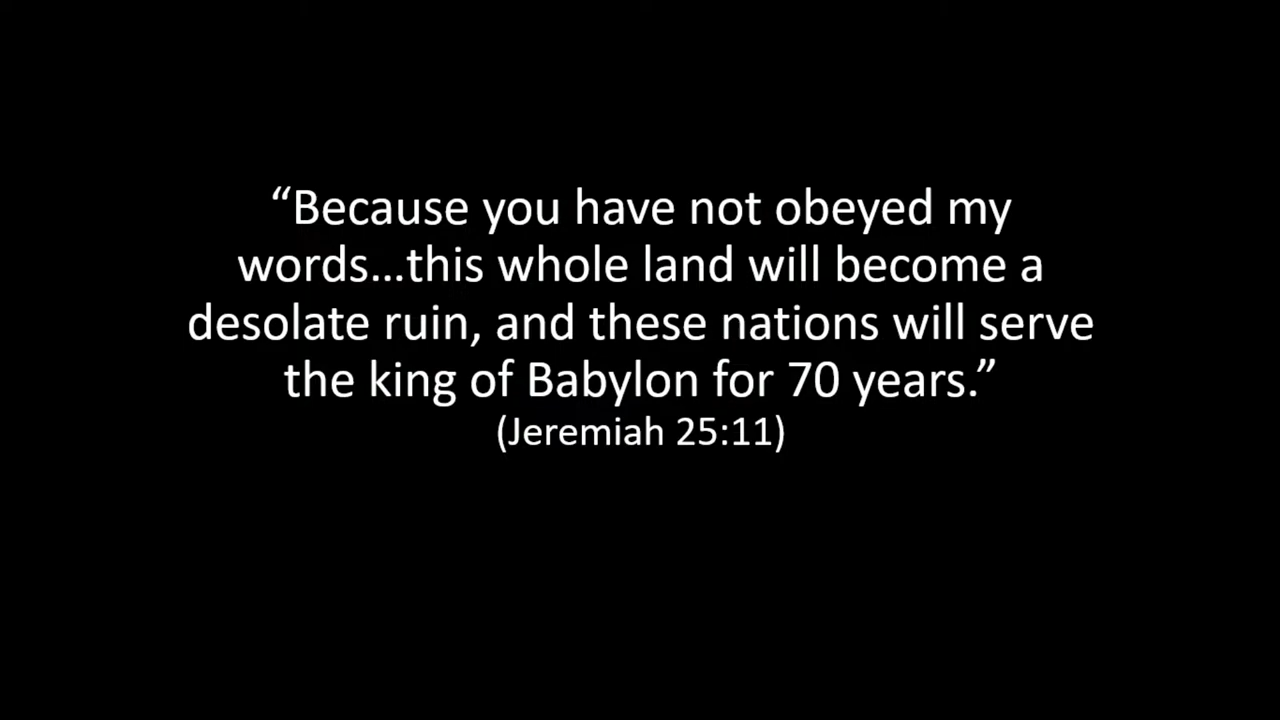 “Because you have not obeyed my
words…this whole land will become a
desolate ruin, and these nations will serve
the king of Babylon for 70 years.”
(Jeremiah 25:11)